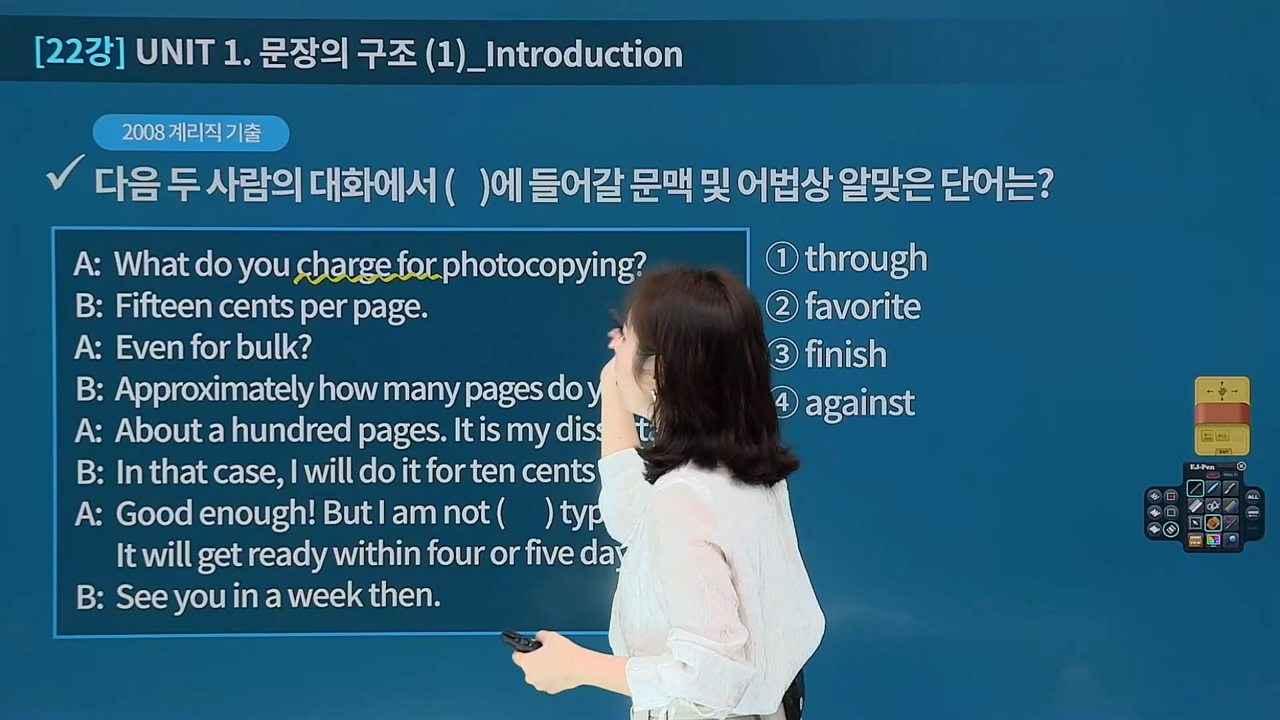 [22강] UNIT 1. 문장의 구조 (1)_Introduction
2008 계리직 기출
다음 두 사람의 대화에서 ( )에 들어갈 문맥 및 어법상 알맞은 단어는?
A: What do you charge for photocopying?
B: Fifteen cents per page.
A: Even for bulk?
B: Approximately how many pages do
A: About a hundred pages. It is my
B: In that case, I will do it for ten cents
A: Good enough! But I am not ( )
It will get ready within four or five
B: See you in a week then.
① through
② favorite
③ finish
④ against
EJ-Pen
ALL